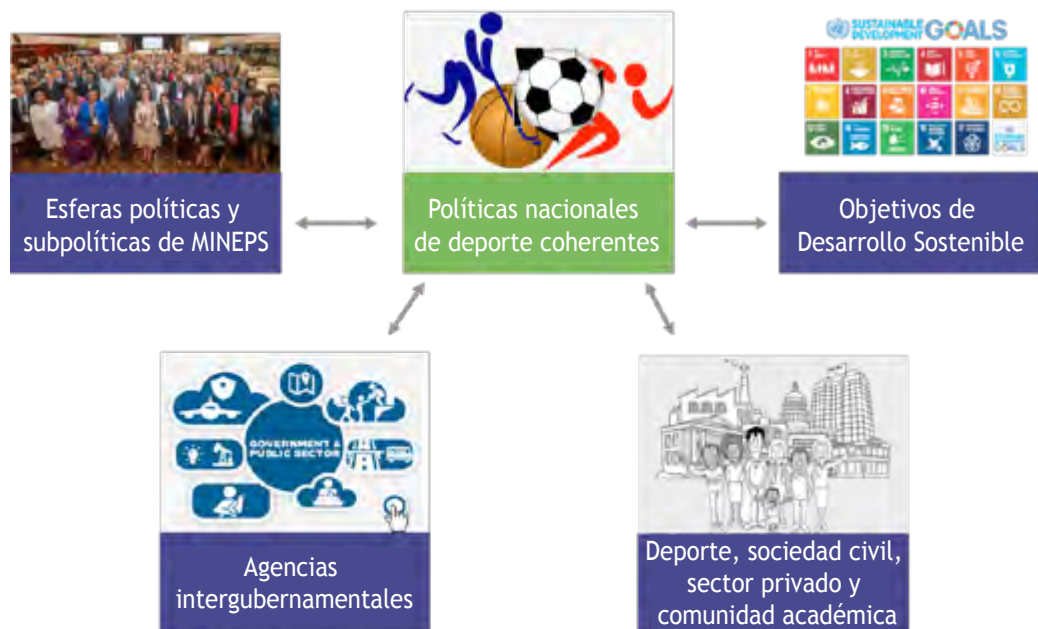 SUSTAINABLE
DEVELOPMENT
GOALS
Esferas políticas y
subpolíticas de MINEPS
Políticas nacionales
de deporte coherentes
Objetivos de
Desarrollo Sostenible
GOVERNMENT &
PUBLIC SECTOR
Agencias
intergubernamentales
Deporte, sociedad civil,
sector privado y
comunidad académica